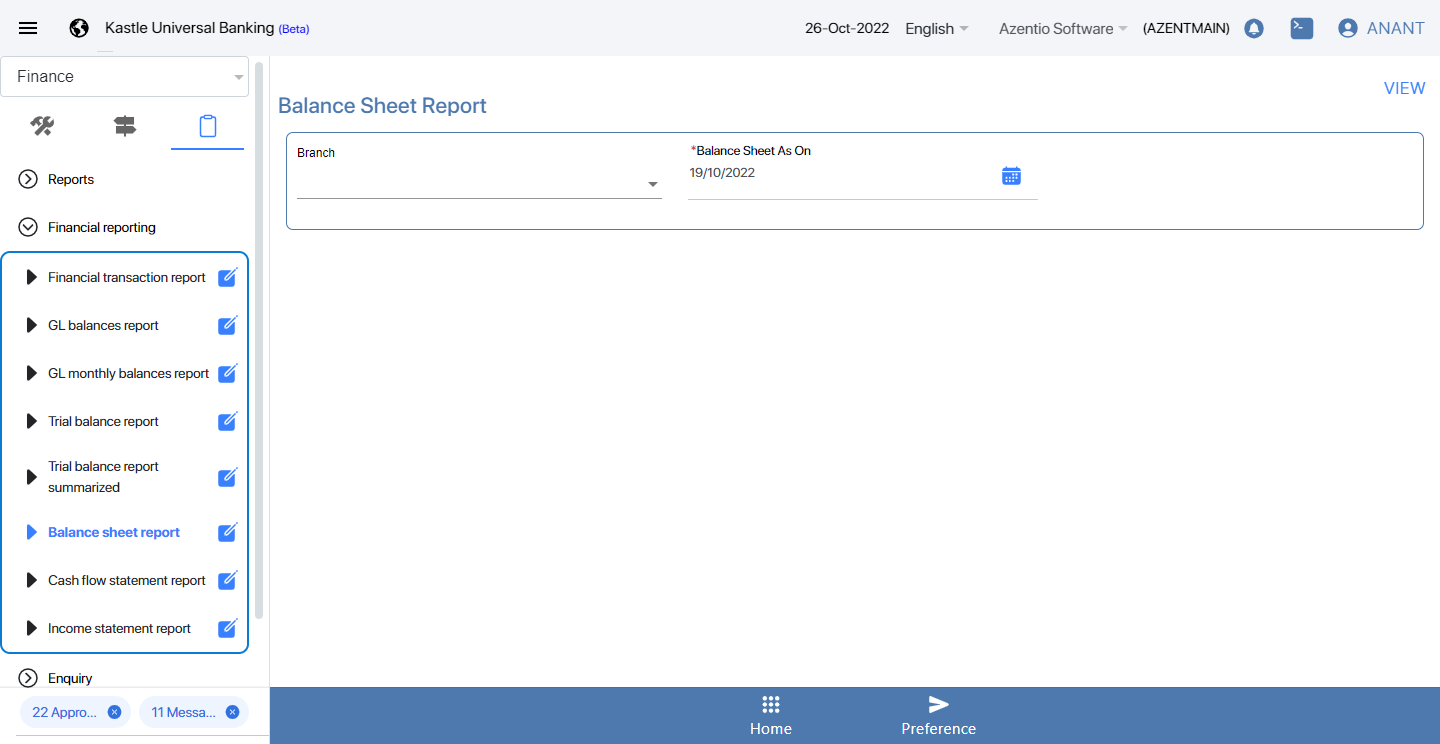 Kastle Universal Banking (Beta)
26-Oct-2022
English
Azentio Software
(AZENTMAIN)
ANANT
Finance
Reports
Financial reporting
Financial transaction report
GL balances report
GL monthly balances report
Trial balance report
Trial balance report
summarized
Balance sheet report
Cash flow statement report
Income statement report
Enquiry
22 Appro...
11 Messa...
VIEW
Balance Sheet Report
Branch
*Balance Sheet As On
19/10/2022
Home
Preference